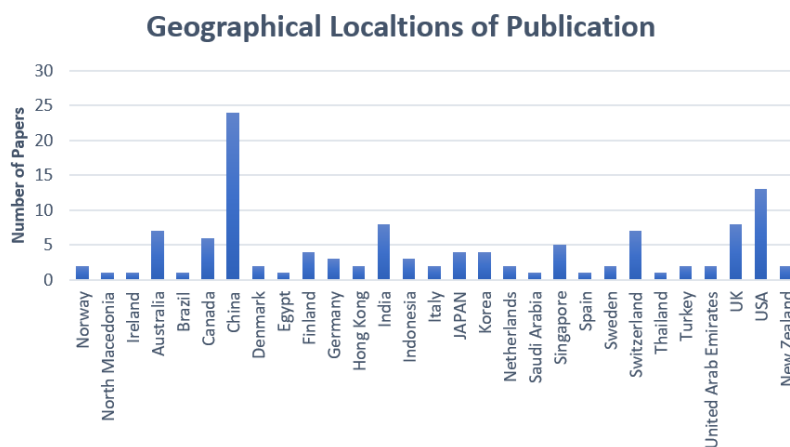 Geographical Localtions of Publication
Number of Papers
30
25
20
15
10
5
0
Norway
North Macedonia
Ireland
Australia
Brazil
Canada
China
Denmark
Egypt
Finland
Germany
Hong Kong
India
Indonesia
Italy
JAPAN
Korea
Netherlands
Saudi Arabia
Singapore
Spain
Sweden
Switzerland
Thailand
Turkey
United Arab Emirates
UK
USA
New Zealand